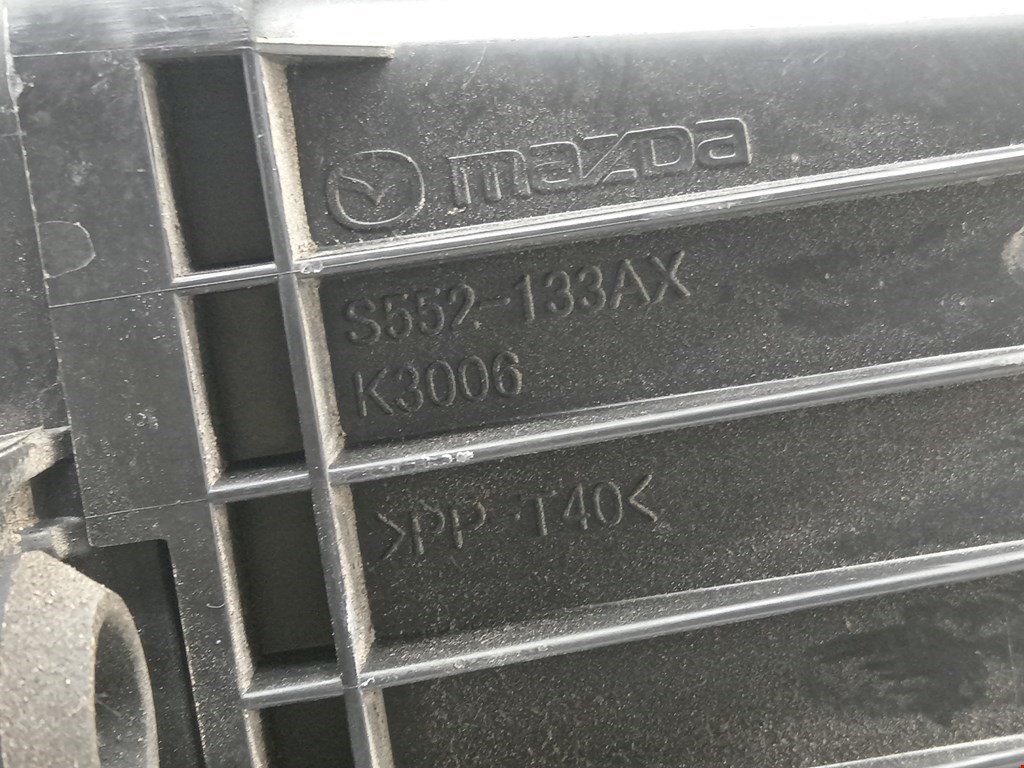 mazda
S552-133AX
K3006
>PP-T40<